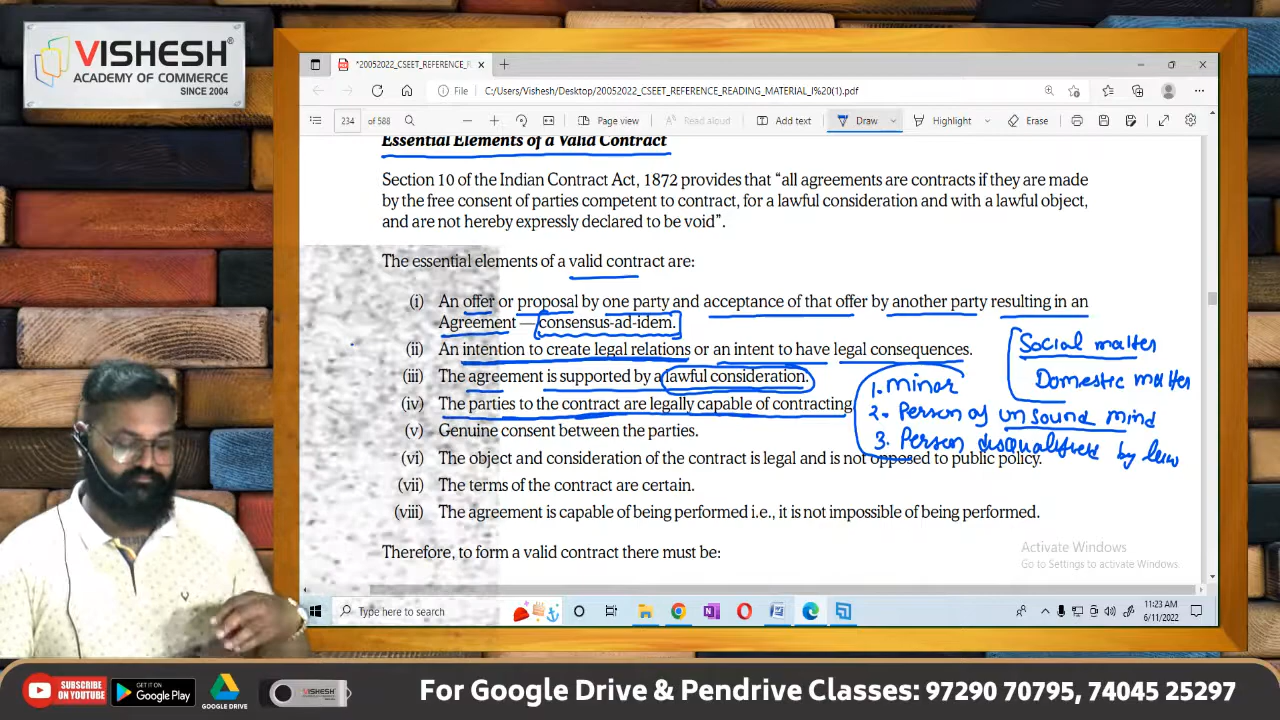 VISHESH®
ACADEMY OF COMMERCE
SINCE 2004
*20052022_CSEET_REFERENCE_R
File C:/Users/Vishesh/Desktop/20052022_CSEET_REFERENCE_READING_MATERIAL_I%20(1).pdf
234 of 588 Page view Read aloud Add text Draw Highlight Erase
Essential Elements of a Valid Contract
Section 10 of the Indian Contract Act, 1872 provides that “all agreements are contracts if they are made
by the free consent of parties competent to contract, for a lawful consideration and with a lawful object,
and are not hereby expressly declared to be void”.
The essential elements of a valid contract are:
(i) An offer or proposal by one party and acceptance of that offer by another party resulting in an
Agreement — consensus-ad-idem.
(ii) An intention to create legal relations or an intent to have legal consequences.
(iii) The agreement is supported by a lawful consideration.
(iv) The parties to the contract are legally capable of contracting
(v) Genuine consent between the parties.
(vi) The object and consideration of the contract is legal and is not opposed to public policy.
(vii) The terms of the contract are certain.
(viii) The agreement is capable of being performed i.e., it is not impossible of being performed.
Therefore, to form a valid contract there must be:
Social matter
Domestic matter
1. minor
2. Person of unsound mind
3. Person disqualified by law
Activate Windows
Go to Settings to activate Windows.
Type here to search
11:23 AM
6/11/2022
SUBSCRIBE
ON YOUTUBE
GET IT ON
Google Play
GOOGLE DRIVE
VISHESH
For Google Drive & Pendrive Classes: 97290 70795, 74045 25297